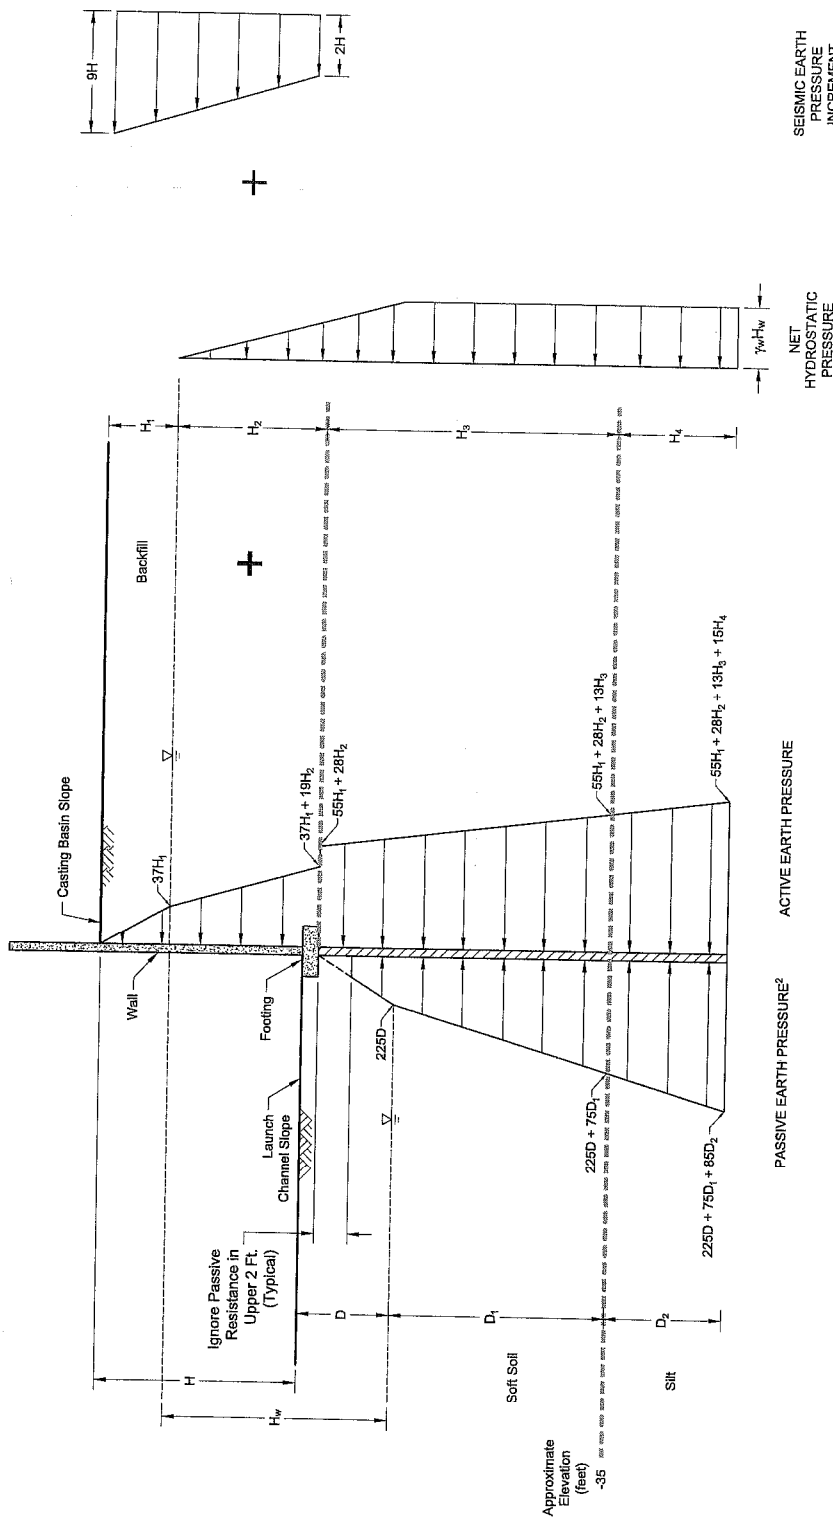 9H
2H
SEISMIC EARTH
PRESSURE
INCREMENT
γwHw
NET
HYDROSTATIC
PRESSURE
H1
H2
H3
H4
Backfill
Casting Basin Slope
37H1
37H1 + 19H2
55H1 + 28H2
55H1 + 28H2 + 13H3
55H1 + 28H2 + 13H3 + 15H4
ACTIVE EARTH PRESSURE
Wall
Footing
225D
225D + 75D1
225D + 75D1 + 85D2
PASSIVE EARTH PRESSURE2
Launch
Channel Slope
Ignore Passive
Resistance in
Upper 2 Ft.
(Typical)
D
D1
D2
H
Hw
Soft Soil
Silt
Approximate
Elevation
(feet)
-35